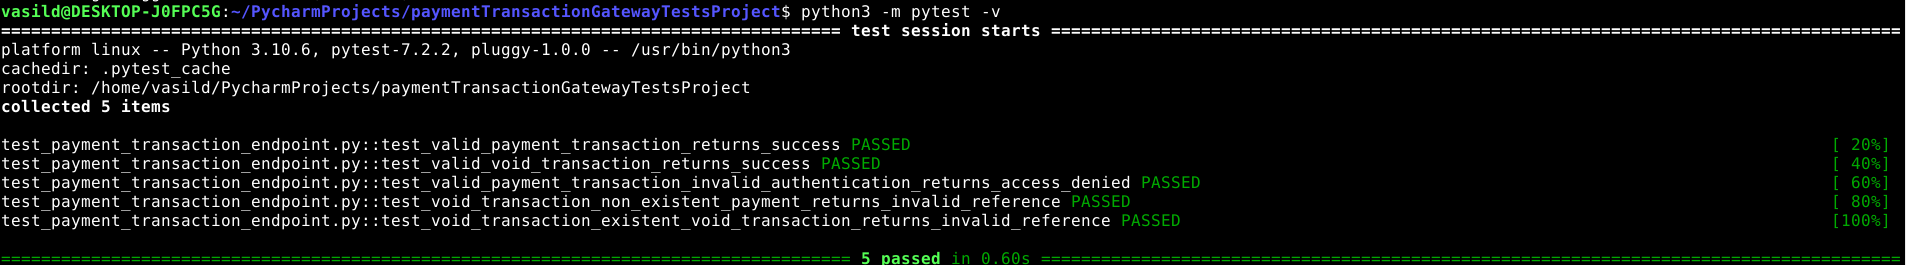 vasild@DESKTOP-J0FPC5G:~/PycharmProjects/paymentTransactionGatewayTestsProject$ python3 -m pytest -v
==================================================================================== test session starts =====================================================================================
platform linux -- Python 3.10.6, pytest-7.2.2, pluggy-1.0.0 -- /usr/bin/python3
cachedir: .pytest_cache
rootdir: /home/vasild/PycharmProjects/paymentTransactionGatewayTestsProject
collected 5 items
test_payment_transaction_endpoint.py::test_valid_payment_transaction_returns_success PASSED [ 20%]
test_payment_transaction_endpoint.py::test_valid_void_transaction_returns_success PASSED [ 40%]
test_payment_transaction_endpoint.py::test_valid_payment_transaction_invalid_authentication_returns_access_denied PASSED [ 60%]
test_payment_transaction_endpoint.py::test_void_transaction_non_existent_payment_returns_invalid_reference PASSED [ 80%]
test_payment_transaction_endpoint.py::test_void_transaction_existent_void_transaction_returns_invalid_reference PASSED [100%]
===================================================================================== 5 passed in 0.60s ======================================================================================